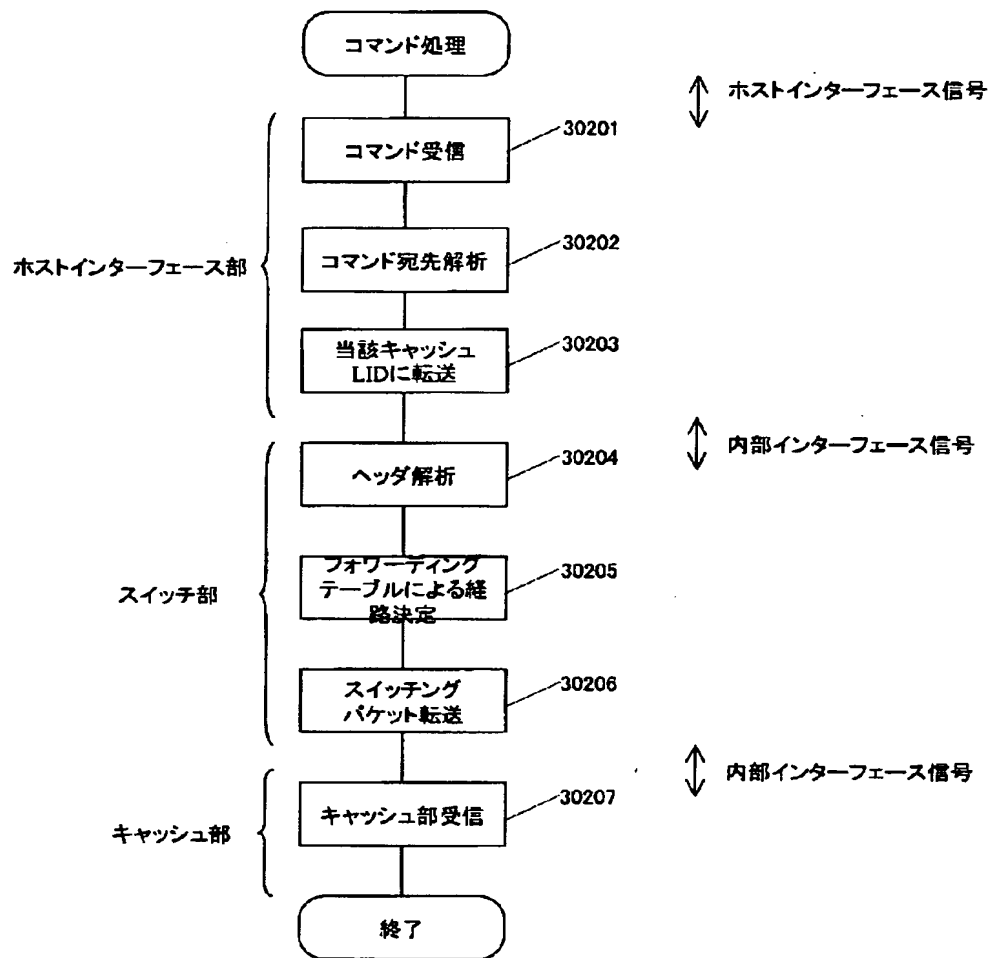 コマンド処理
ホストインターフェース信号
コマンド受信
30201
コマンド宛先解析
30202
ホストインターフェース部
当該キャッシュ
LIDに転送
30203
内部インターフェース信号
ヘッダ解析
30204
フォワーディング
テーブルによる経
路決定
30205
スイッチ部
スイッチング
パケット転送
30206
内部インターフェース信号
キャッシュ部受信
30207
キャッシュ部
終了